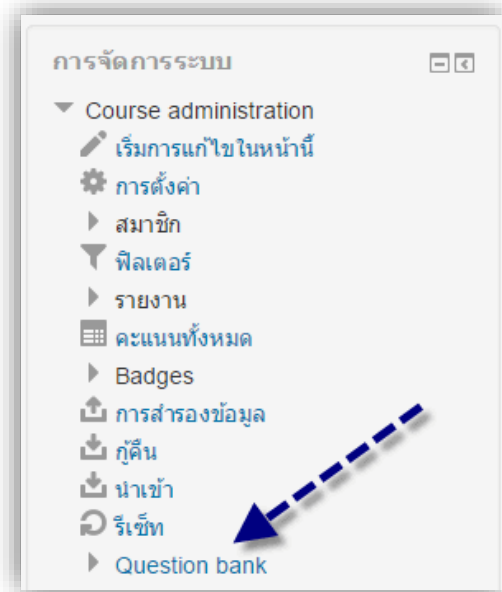 การจัดการระบบ
Course administration
เริ่มการแก้ไขในหน้านี้
การตั้งค่า
สมาชิก
ฟิลเตอร์
รายงาน
คะแนนทั้งหมด
Badges
การสำรองข้อมูล
กู้คืน
นำเข้า
รีเซ็ท
Question bank